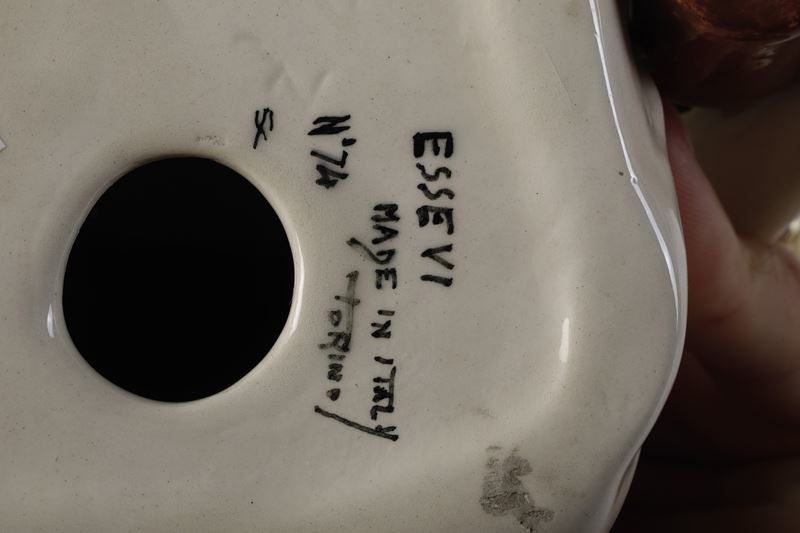 ESSEVI
MADE IN ITALY
TORINO
N°74